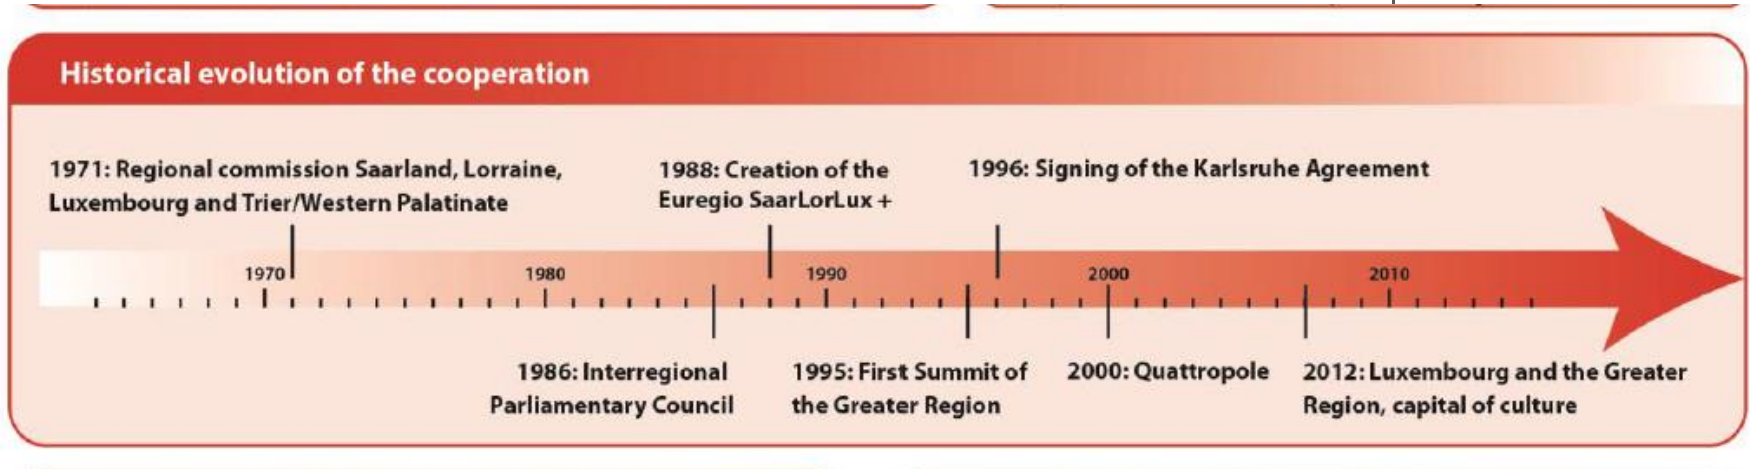 Historical evolution of the cooperation
1971: Regional commission Saarland, Lorraine,
Luxembourg and Trier/Western Palatinate
1988: Creation of the
Euregio SaarLorLux +
1996: Signing of the Karlsruhe Agreement
1970
1980
1990
2000
2010
1986: Interregional
Parliamentary Council
1995: First Summit of
the Greater Region
2000: Quattropole
2012: Luxembourg and the Greater
Region, capital of culture